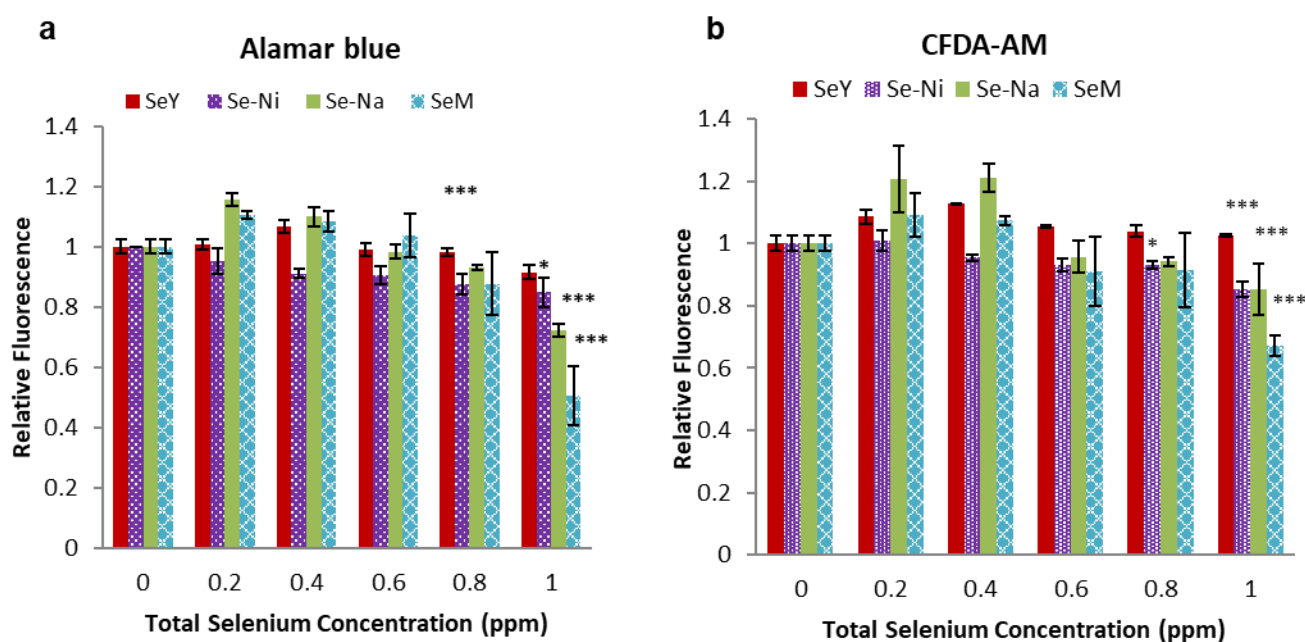 a
Alamar blue
SeY Se-Ni Se-Na SeM
1.4
1.2
1
0.8
0.6
0.4
0.2
0
Relative Fluorescence
***
*
***
***
0 0.2 0.4 0.6 0.8 1
Total Selenium Concentration (ppm)
b
CFDA-AM
SeY Se-Ni Se-Na SeM
1.4
1.2
1
0.8
0.6
0.4
0.2
0
Relative Fluorescence
***
***
*
***
0 0.2 0.4 0.6 0.8 1
Total Selenium Concentration (ppm)